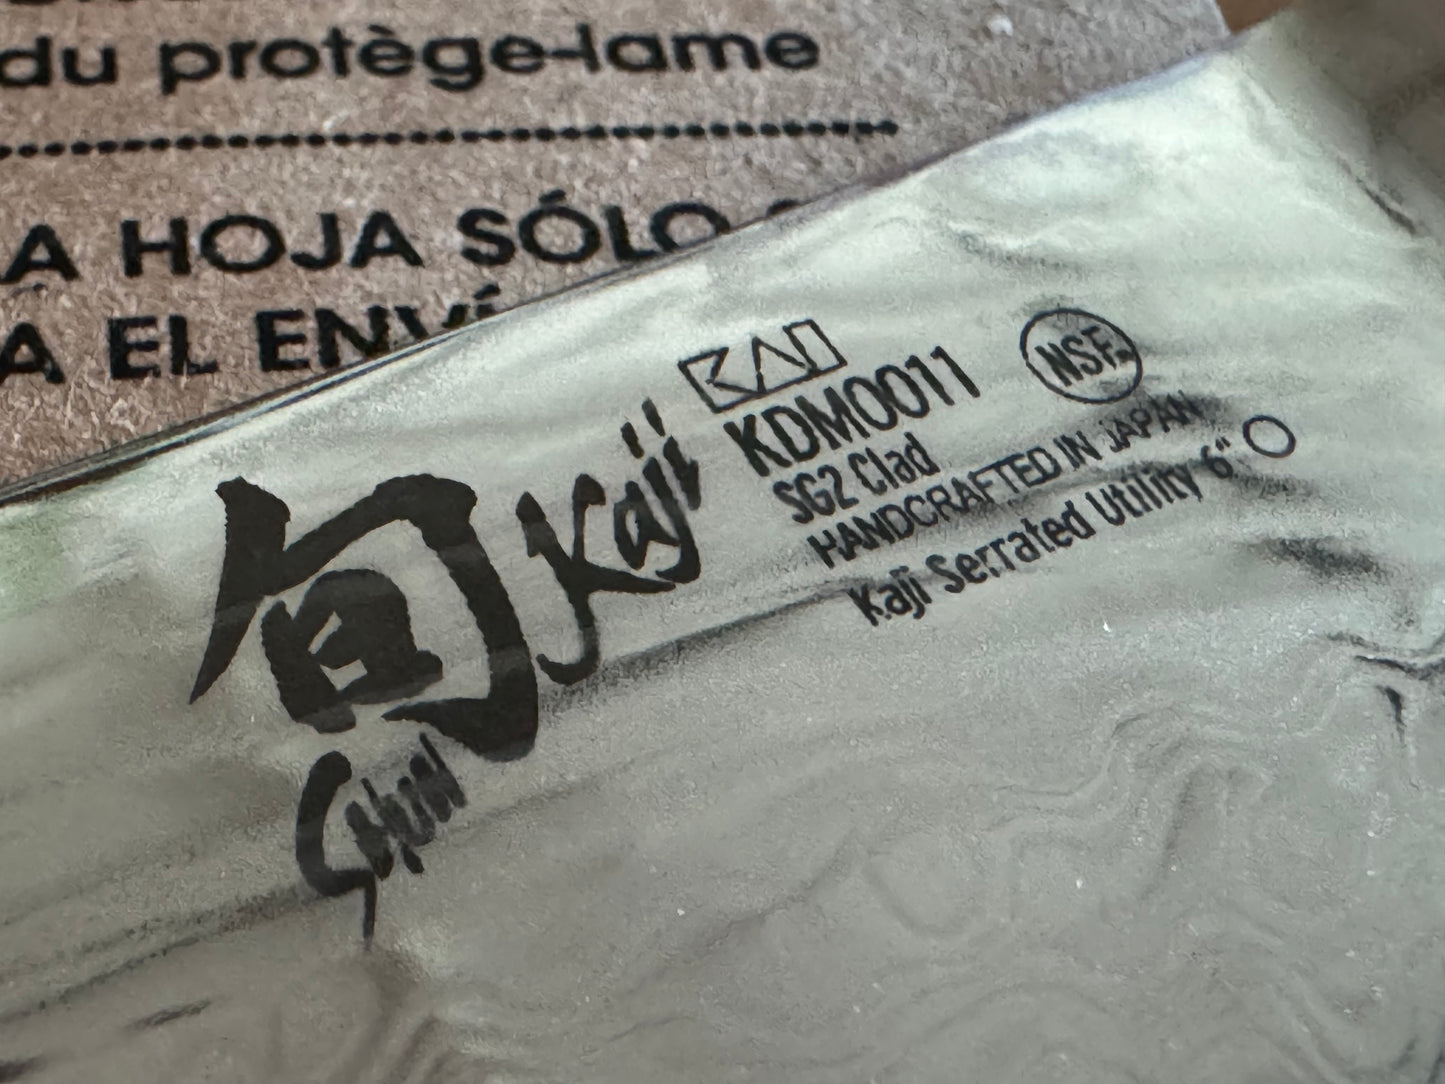 du protège-lame
A HOJA SÓLO
A EL ENVÍ
旬 Kaji
Shun
KAI
KDM0011
NSF
SG2 Clad
HANDCRAFTED IN JAPAN
Kaji Serrated Utility 6"